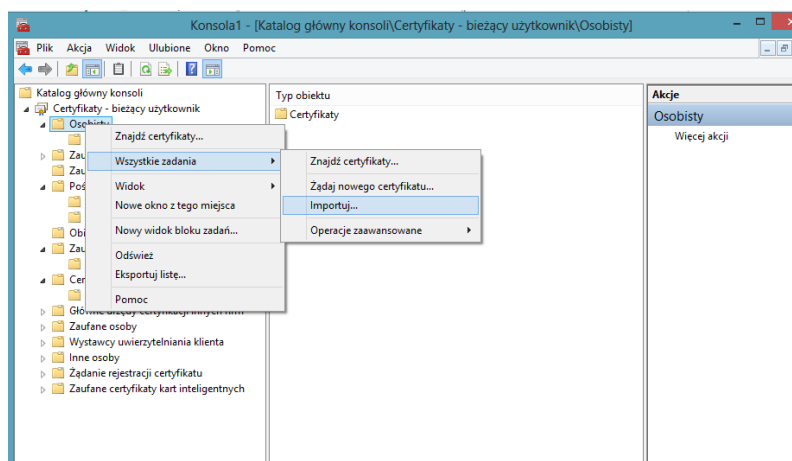 Konsola1 - [Katalog główny konsoli\Certyfikaty - bieżący użytkownik\Osobisty]
Plik Akcja Widok Ulubione Okno Pomoc
Katalog główny konsoli
Certyfikaty - bieżący użytkownik
Osobisty
Zau
Zau
Poś
Obi
Zau
Cer
Zaufane osoby
Wystawcy uwierzytelniania klienta
Inne osoby
Żądanie rejestracji certyfikatu
Zaufane certyfikaty kart inteligentnych
Znajdź certyfikaty...
Wszystkie zadania
Widok
Nowe okno z tego miejsca
Nowy widok bloku zadań...
Odśwież
Eksportuj listę...
Pomoc
Znajdź certyfikaty...
Żądaj nowego certyfikatu...
Importuj...
Operacje zaawansowane
Typ obiektu
Certyfikaty
Akcje
Osobisty
Więcej akcji